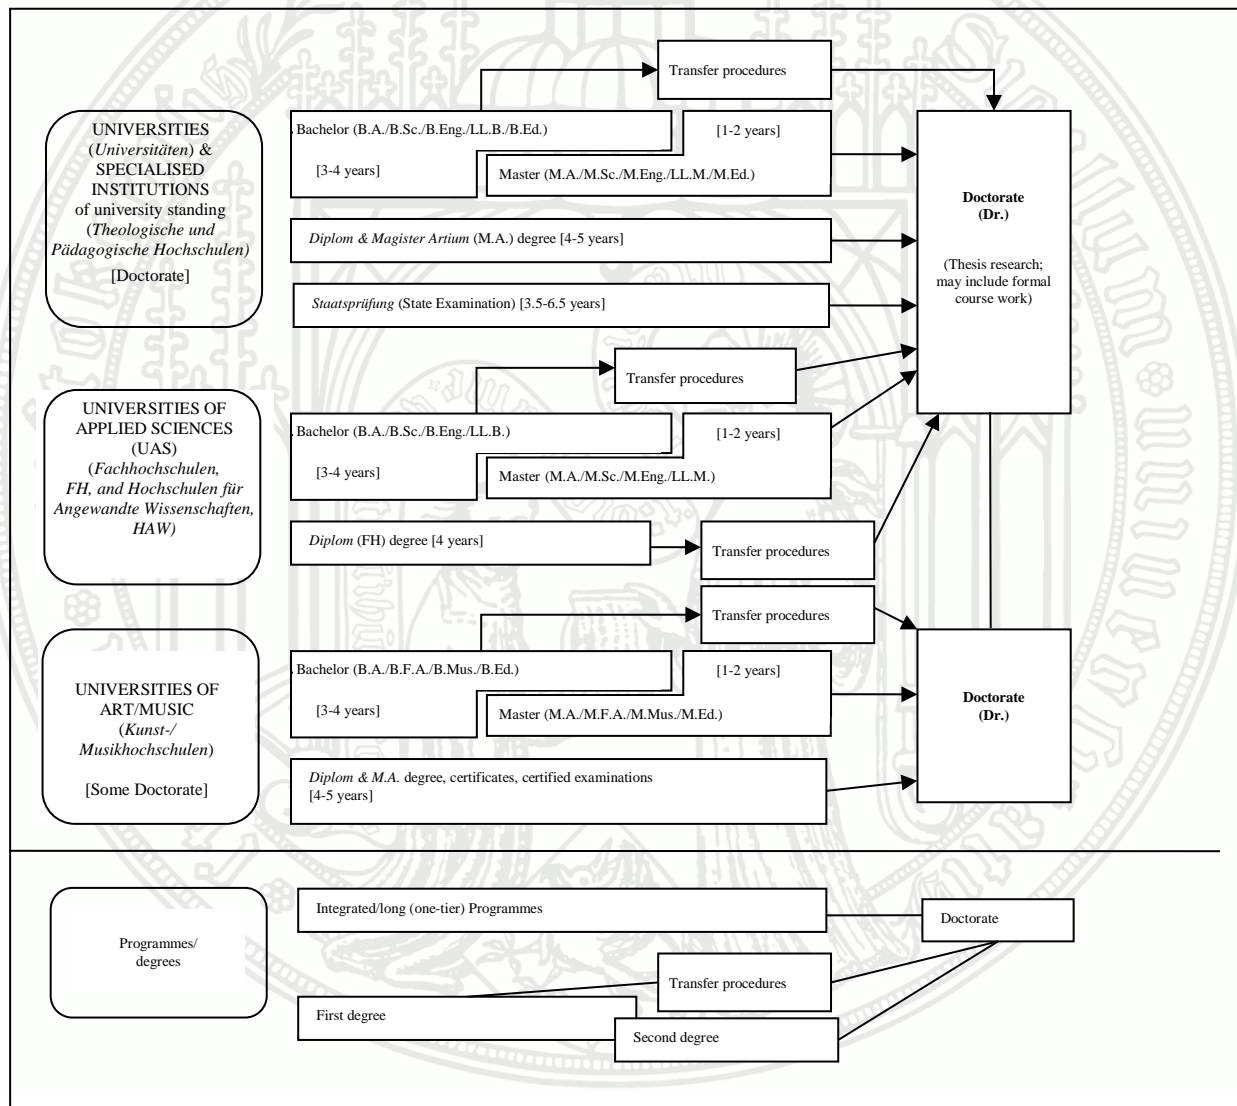 Transfer procedures
UNIVERSITIES
(Universitäten) &
SPECIALISED
INSTITUTIONS
of university standing
(Theologische und
Pädagogische Hochschulen)
[Doctorate]
Bachelor (B.A./B.Sc./B.Eng./LL.B./B.Ed.)
[3-4 years]
[1-2 years]
Master (M.A./M.Sc./M.Eng./LL.M./M.Ed.)
Diplom & Magister Artium (M.A.) degree [4-5 years]
Staatsprüfung (State Examination) [3.5-6.5 years]
Doctorate
(Dr.)
(Thesis research;
may include formal
course work)
Transfer procedures
UNIVERSITIES OF
APPLIED SCIENCES
(UAS)
(Fachhochschulen,
FH, and Hochschulen für
Angewandte Wissenschaften,
HAW)
Bachelor (B.A./B.Sc./B.Eng./LL.B.)
[3-4 years]
[1-2 years]
Master (M.A./M.Sc./M.Eng./LL.M.)
Diplom (FH) degree [4 years]
Transfer procedures
Transfer procedures
UNIVERSITIES OF
ART/MUSIC
(Kunst-/
Musikhochschulen)
[Some Doctorate]
Bachelor (B.A./B.F.A./B.Mus./B.Ed.)
[3-4 years]
[1-2 years]
Master (M.A./M.F.A./M.Mus./M.Ed.)
Diplom & M.A. degree, certificates, certified examinations
[4-5 years]
Doctorate
(Dr.)
Programmes/
degrees
Integrated/long (one-tier) Programmes
Doctorate
Transfer procedures
First degree
Second degree